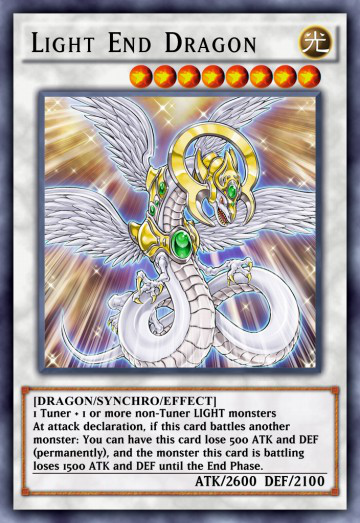 Light End Dragon
光
[DRAGON/SYNCHRO/EFFECT]
1 Tuner + 1 or more non-Tuner LIGHT monsters
At attack declaration, if this card battles another
monster: You can have this card lose 500 ATK and DEF
(permanently), and the monster this card is battling
loses 1500 ATK and DEF until the End Phase.
ATK/2600 DEF/2100